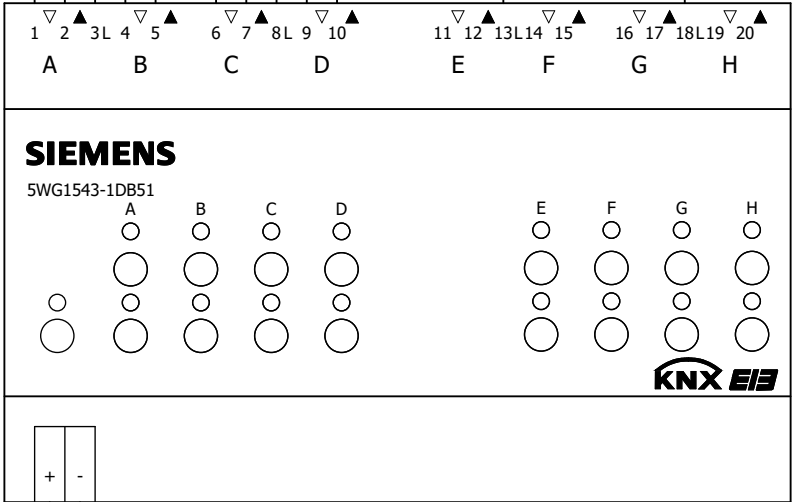 1 ▽ 2 ▲ 3L 4 ▽ 5 ▲ 6 ▽ 7 ▲ 8L 9 ▽ 10 ▲ 11 ▽ 12 ▲ 13L 14 ▽ 15 ▲ 16 ▽ 17 ▲ 18L 19 ▽ 20 ▲
A B C D E F G H
SIEMENS
5WG1543-1DB51
A B C D E F G H
KNX EIB
+ -